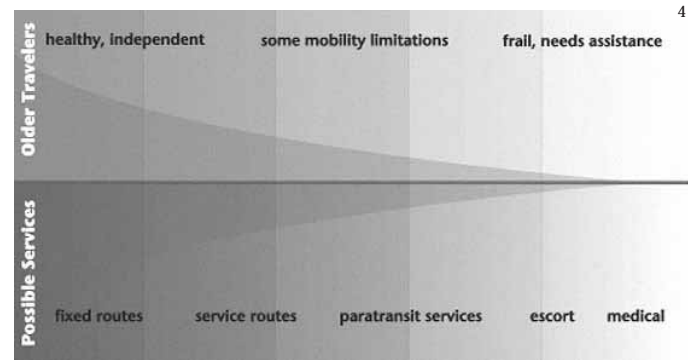 4
healthy, independent some mobility limitations frail, needs assistance
Older Travelers
Possible Services
fixed routes service routes paratransit services escort medical